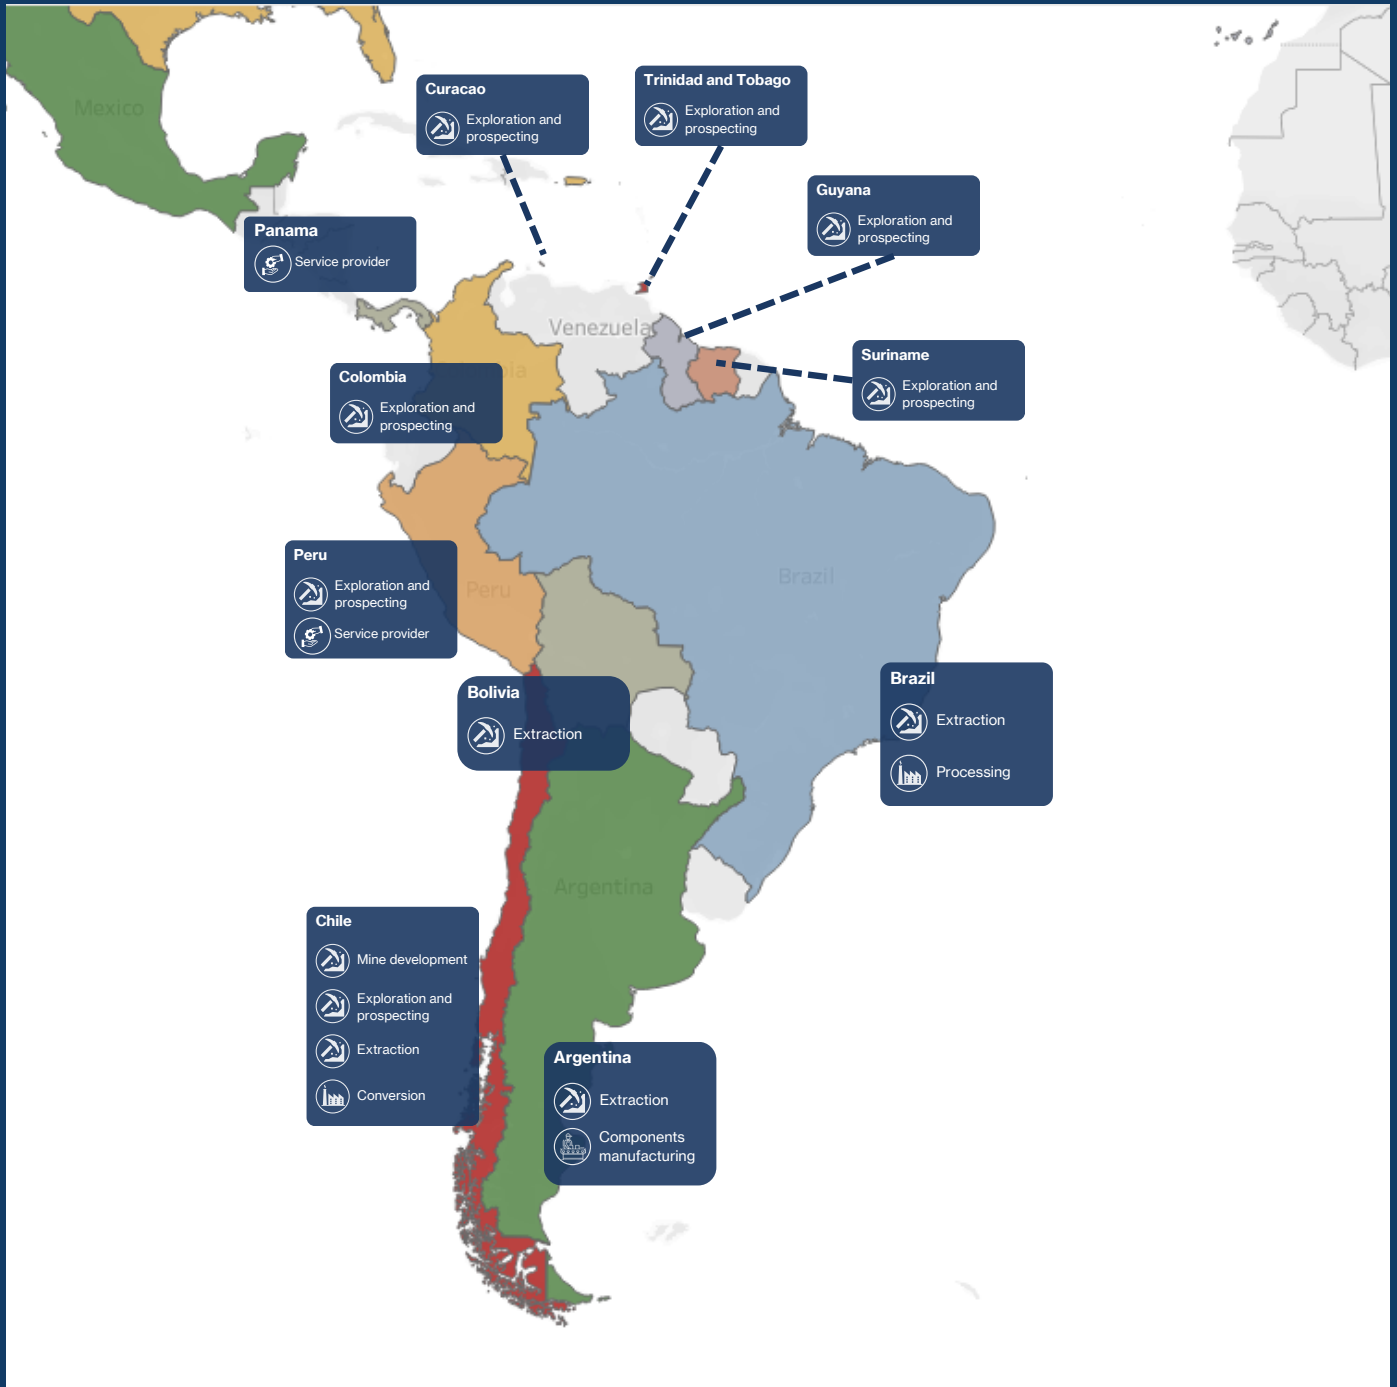 Mexico
Curacao
Exploration and
prospecting
Trinidad and Tobago
Exploration and
prospecting
Guyana
Exploration and
prospecting
Panama
Service provider
Venezuela
Suriname
Exploration and
prospecting
Colombia
Exploration and
prospecting
Peru
Exploration and
prospecting
Service provider
Peru
Brazil
Bolivia
Extraction
Brazil
Extraction
Processing
Argentina
Chile
Mine development
Exploration and
prospecting
Extraction
Conversion
Argentina
Extraction
Components
manufacturing